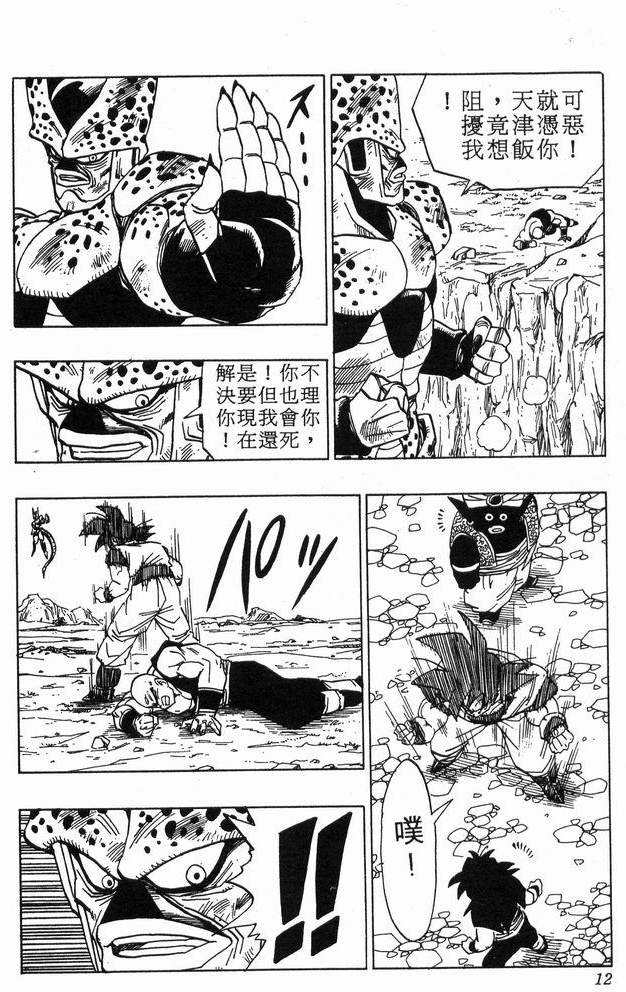 可惡！
就憑你
天津飯
，竟想
阻擾我
！
不理你，
你也會死
！但我還
是要現在
解決你！
噗！
パッ
!!
12